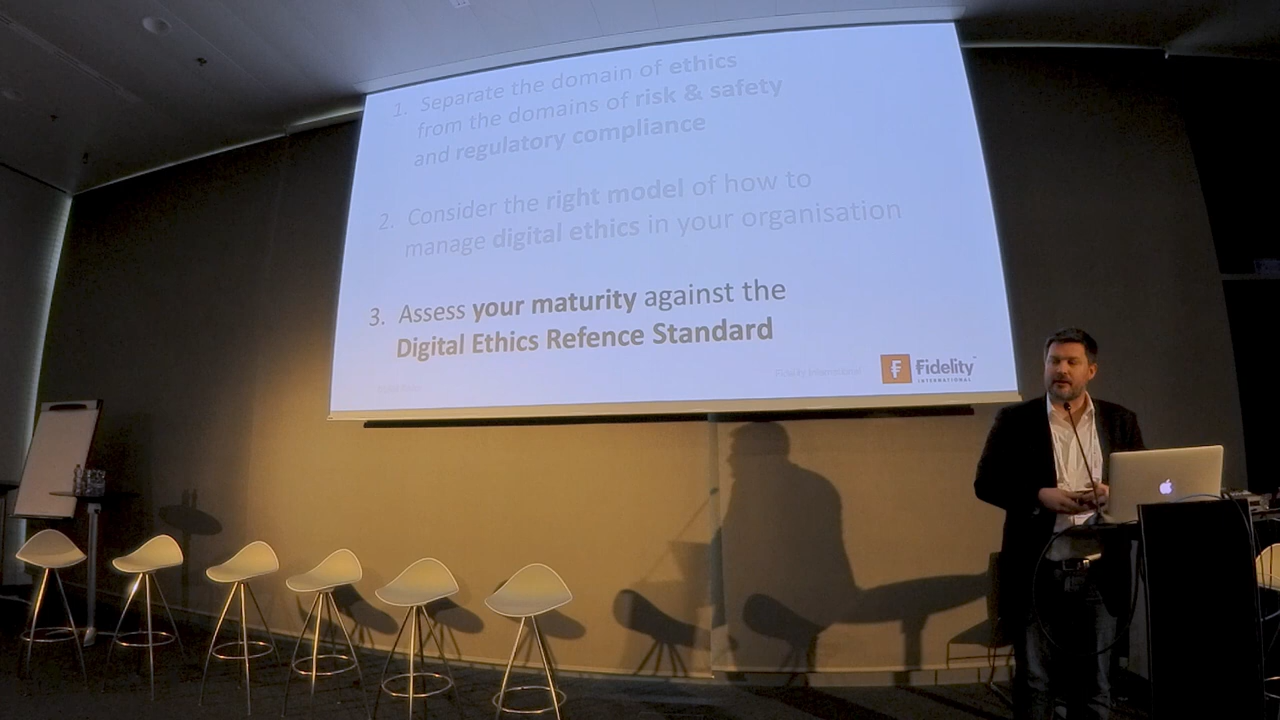 1. Separate the domain of ethics
from the domains of risk & safety
and regulatory compliance
2. Consider the right model of how to
manage digital ethics in your organisation
3. Assess your maturity against the
Digital Ethics Refence Standard
Fidelity International
Fidelity
INTERNATIONAL